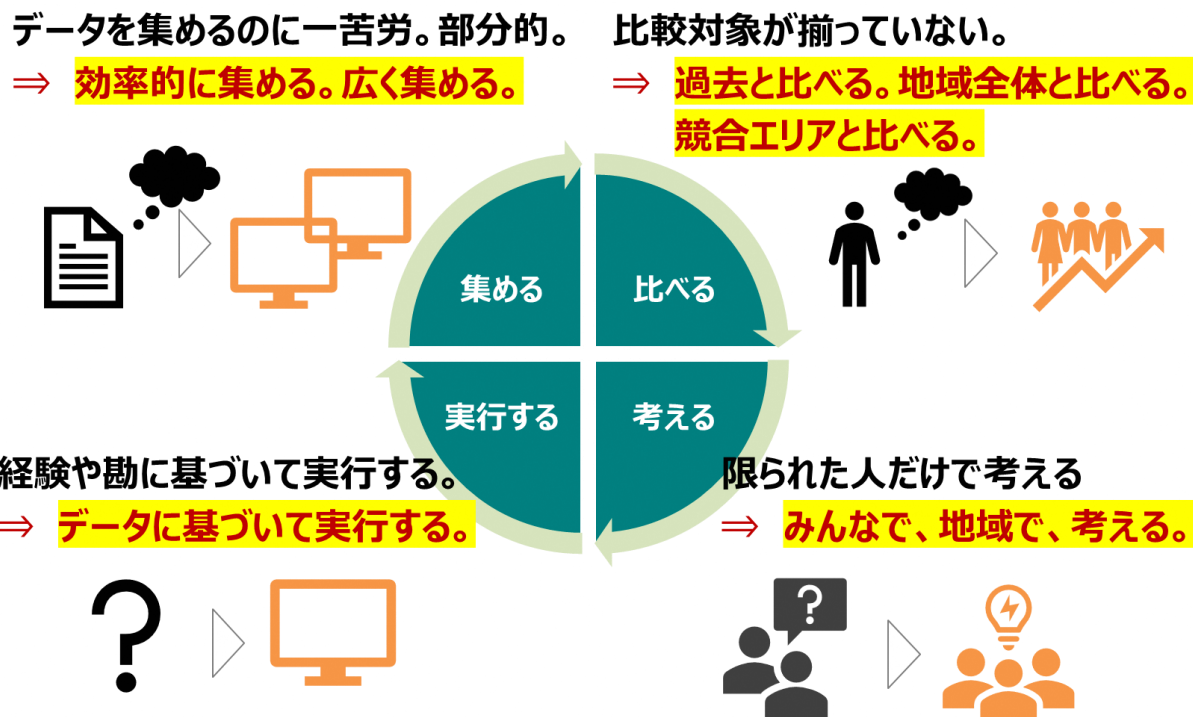 データを集めるのに一苦労。部分的。
⇒ 効率的に集める。広く集める。
比較対象が揃っていない。
⇒ 過去と比べる。地域全体と比べる。
競合エリアと比べる。
集める
比べる
実行する
考える
経験や勘に基づいて実行する。
⇒ データに基づいて実行する。
限られた人だけで考える
⇒ みんなで、地域で、考える。
?
?